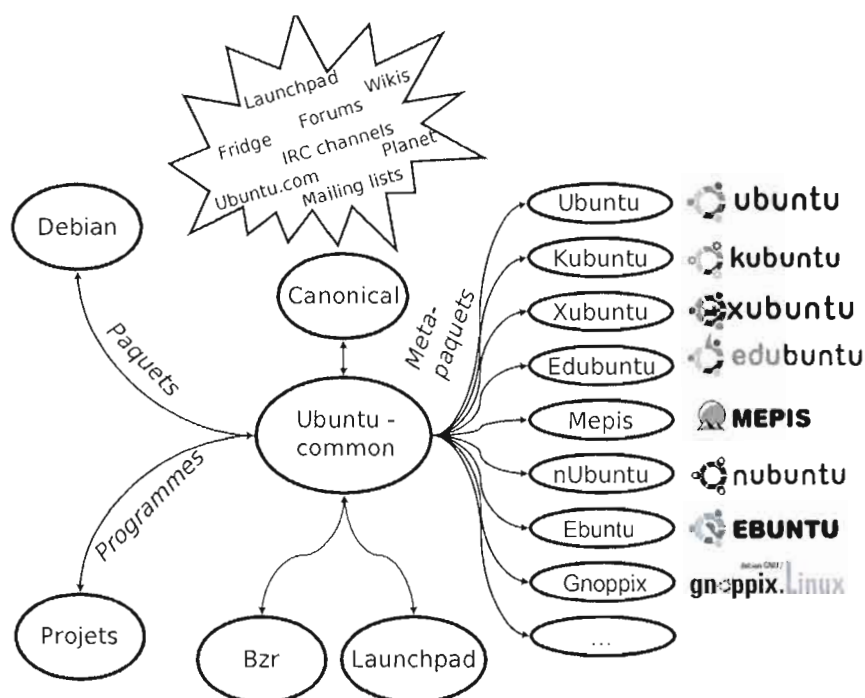 Launchpad
Wikis
Forums
Fridge
IRC channels
Planet
Ubuntu.com
Mailing lists
Debian
Canonical
Paquets
Meta-
paquets
Ubuntu -
common
Programmes
Projets
Bzr
Launchpad
Ubuntu
ubuntu
Kubuntu
kubuntu
Xubuntu
xubuntu
Edubuntu
edubuntu
Mepis
MEPIS
nUbuntu
nubuntu
Ebuntu
EBUNTU
Gnoppix
debian GNU/
gnoppix.Linux
...